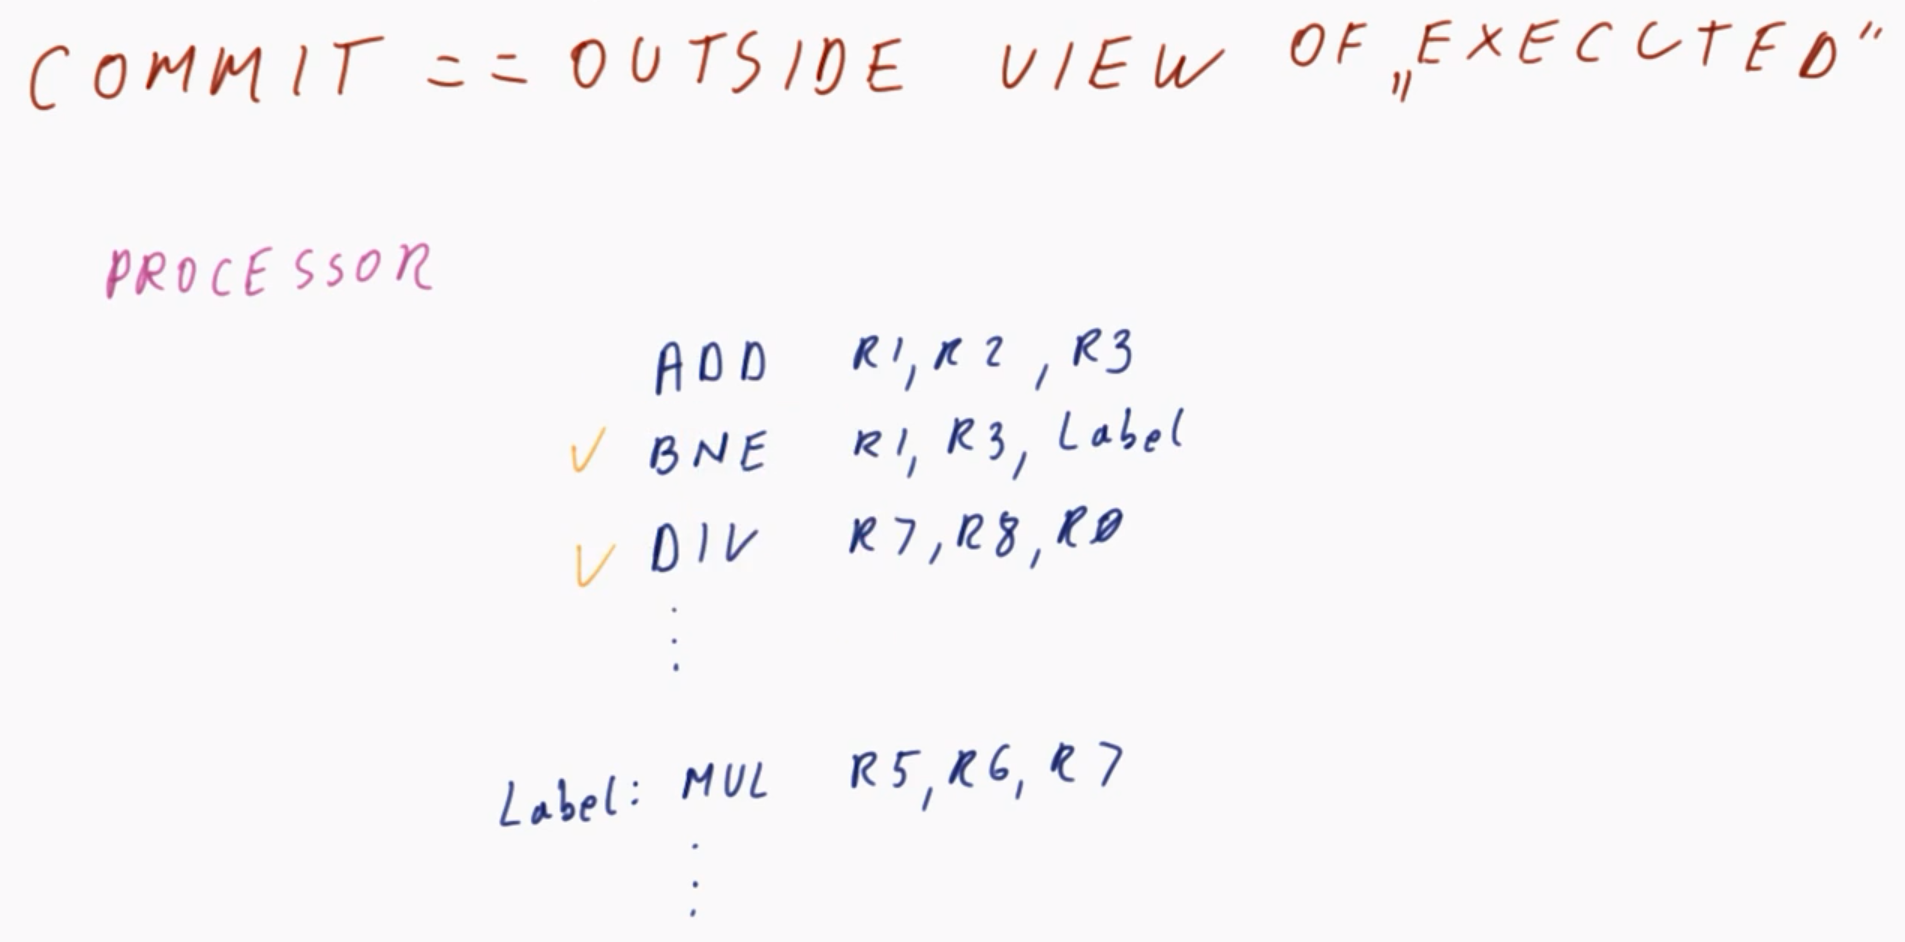 COMMIT == OUTSIDE VIEW OF „EXECUTED"
PROCESSOR
ADD R1, R2, R3
✓ BNE R1, R3, Label
✓ DIV R7, R8, R0
⋮
Label: MUL R5, R6, R7
⋮